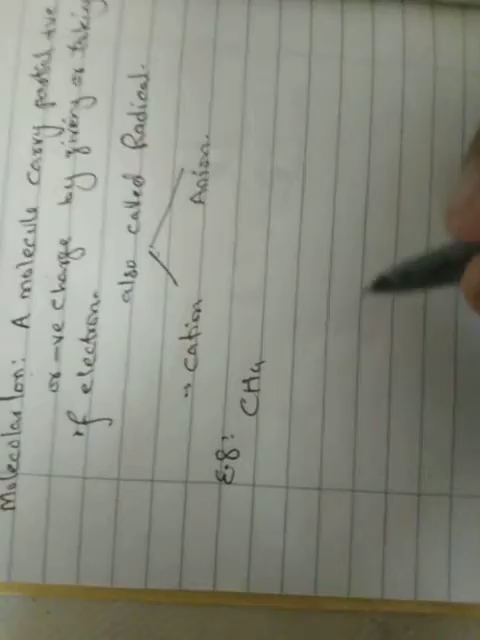 Molecular Ion: A molecule carry partial +ve
or -ve charge by giving or taking
of electron.
also called Radical.
→ Cation Anion.
Eg: CH4